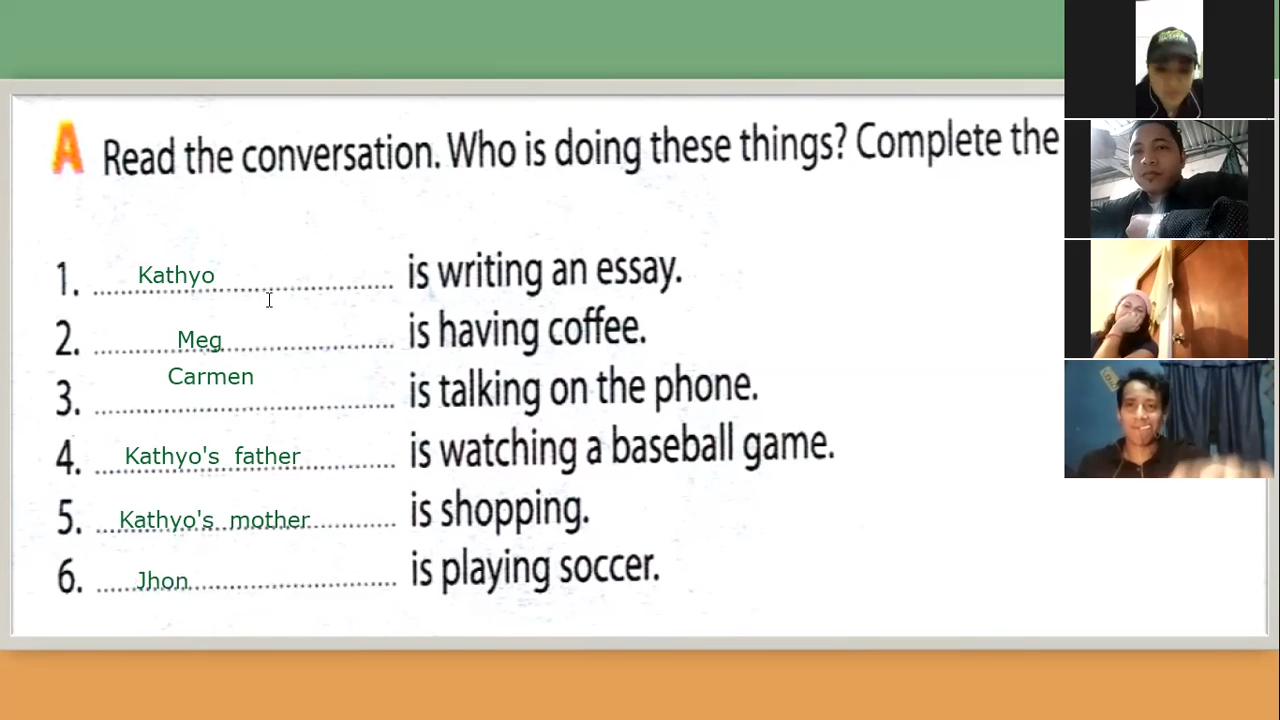 A Read the conversation. Who is doing these things? Complete the
1. Kathyo is writing an essay.
2. Meg is having coffee.
3. Carmen is talking on the phone.
4. Kathyo's father is watching a baseball game.
5. Kathyo's mother is shopping.
6. Jhon is playing soccer.